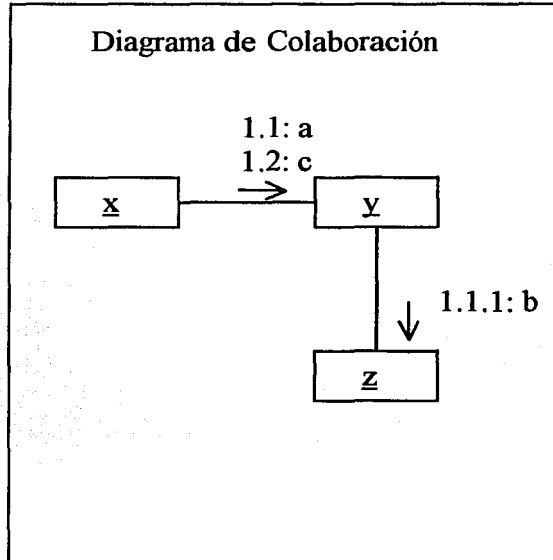 Diagrama de Colaboración
1.1: a
1.2: c
x
y
1.1.1: b
z